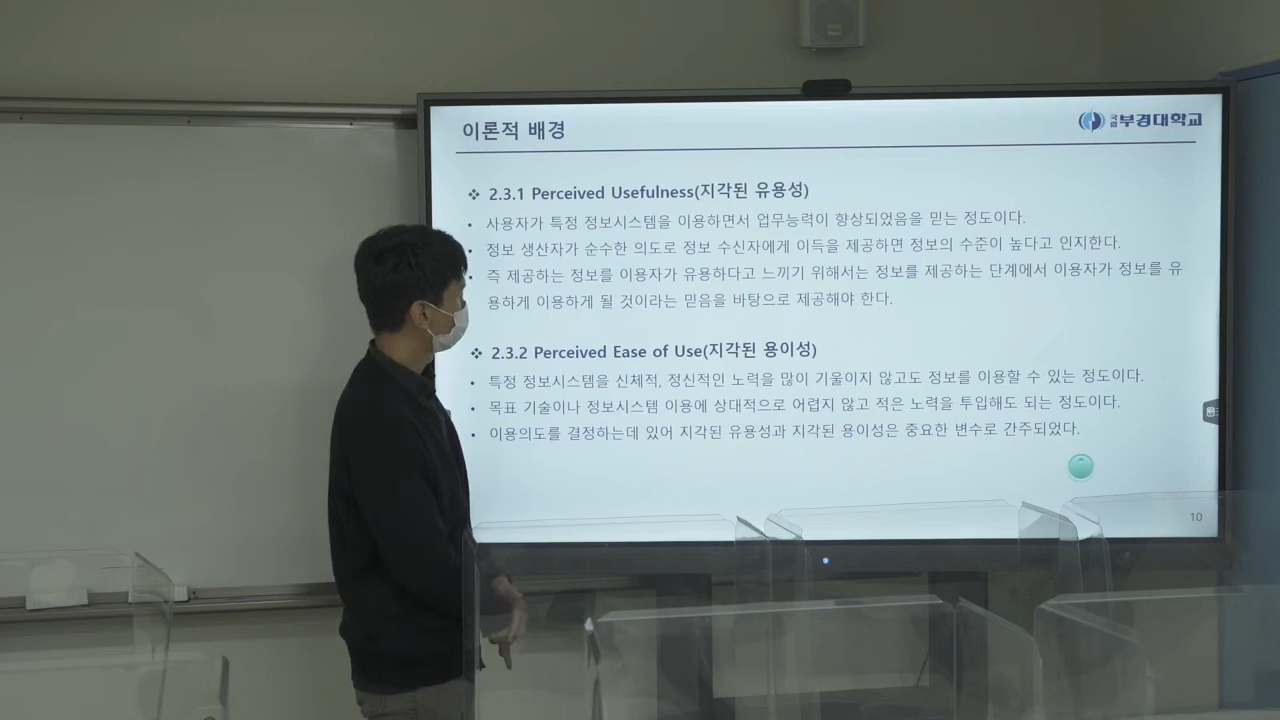 이론적 배경
국립부경대학교
❖ 2.3.1 Perceived Usefulness(지각된 유용성)
• 사용자가 특정 정보시스템을 이용하면서 업무능력이 향상되었음을 믿는 정도이다.
• 정보 생산자가 순수한 의도로 정보 수신자에게 이득을 제공하면 정보의 수준이 높다고 인지한다.
• 즉 제공하는 정보를 이용자가 유용하다고 느끼기 위해서는 정보를 제공하는 단계에서 이용자가 정보를 유
용하게 이용하게 될 것이라는 믿음을 바탕으로 제공해야 한다.
❖ 2.3.2 Perceived Ease of Use(지각된 용이성)
• 특정 정보시스템을 신체적, 정신적인 노력을 많이 기울이지 않고도 정보를 이용할 수 있는 정도이다.
• 목표 기술이나 정보시스템 이용에 상대적으로 어렵지 않고 적은 노력을 투입해도 되는 정도이다.
• 이용의도를 결정하는데 있어 지각된 유용성과 지각된 용이성은 중요한 변수로 간주되었다.
10